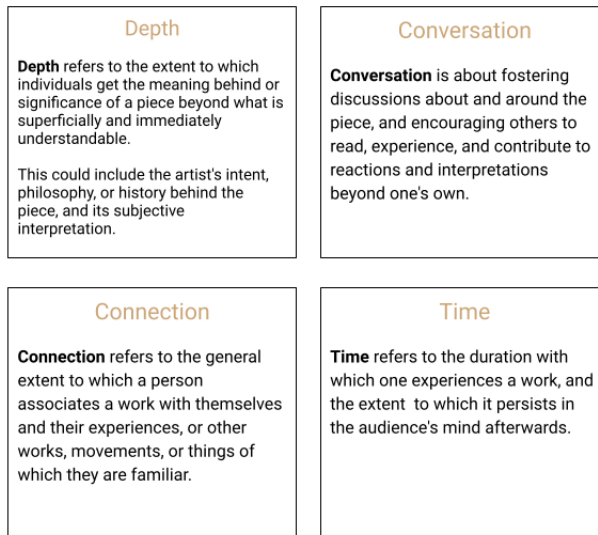 Depth
Depth refers to the extent to which
individuals get the meaning behind or
significance of a piece beyond what is
superficially and immediately
understandable.
This could include the artist's intent,
philosophy, or history behind the
piece, and its subjective
interpretation.
Conversation
Conversation is about fostering
discussions about and around the
piece, and encouraging others to
read, experience, and contribute to
reactions and interpretations
beyond one's own.
Connection
Connection refers to the general
extent to which a person
associates a work with themselves
and their experiences, or other
works, movements, or things of
which they are familiar.
Time
Time refers to the duration with
which one experiences a work, and
the extent to which it persists in
the audience's mind afterwards.